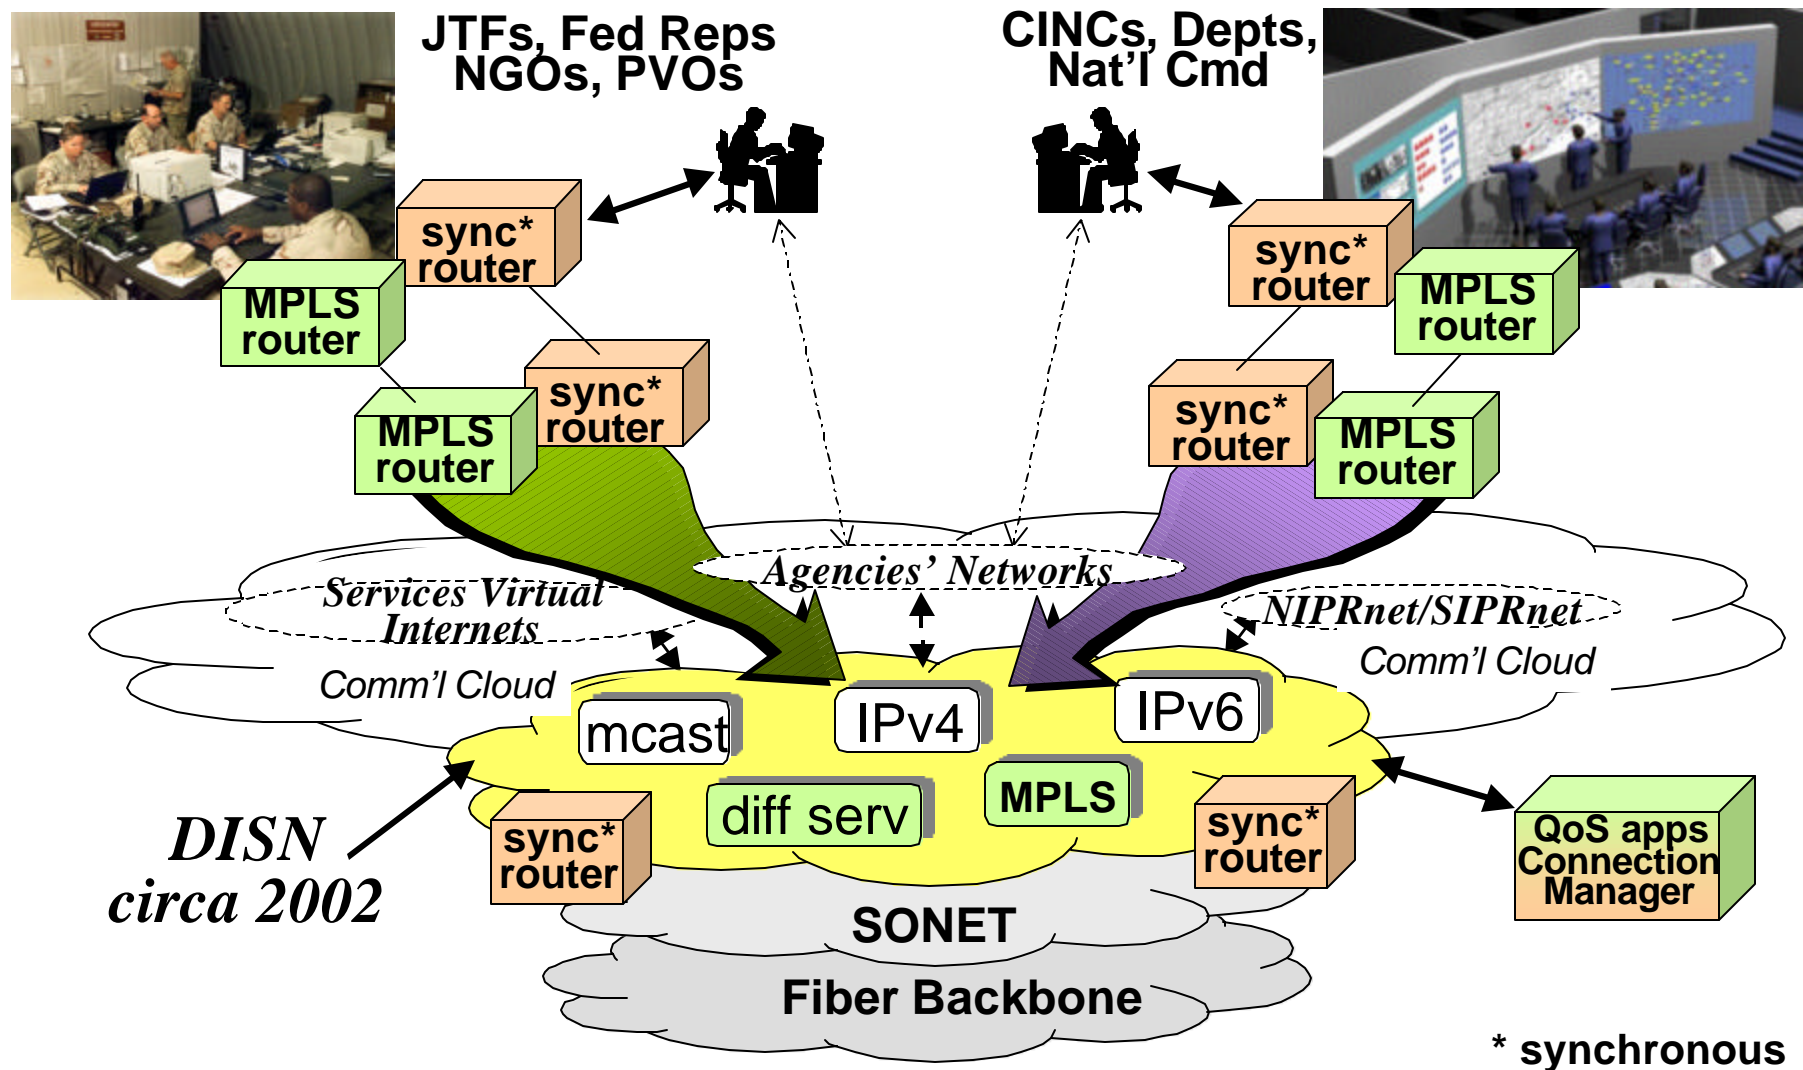 JTFs, Fed Reps
NGOs, PVOs
CINCs, Depts,
Nat'l Cmd
sync*
router
MPLS
router
sync*
router
MPLS
router
sync*
router
MPLS
router
sync*
router
MPLS
router
Agencies' Networks
Services Virtual
Internets
NIPRnet/SIPRnet
Comm'l Cloud
Comm'l Cloud
mcast
IPv4
IPv6
diff serv
MPLS
sync*
router
sync*
router
DISN
circa 2002
QoS apps
Connection
Manager
SONET
Fiber Backbone
* synchronous